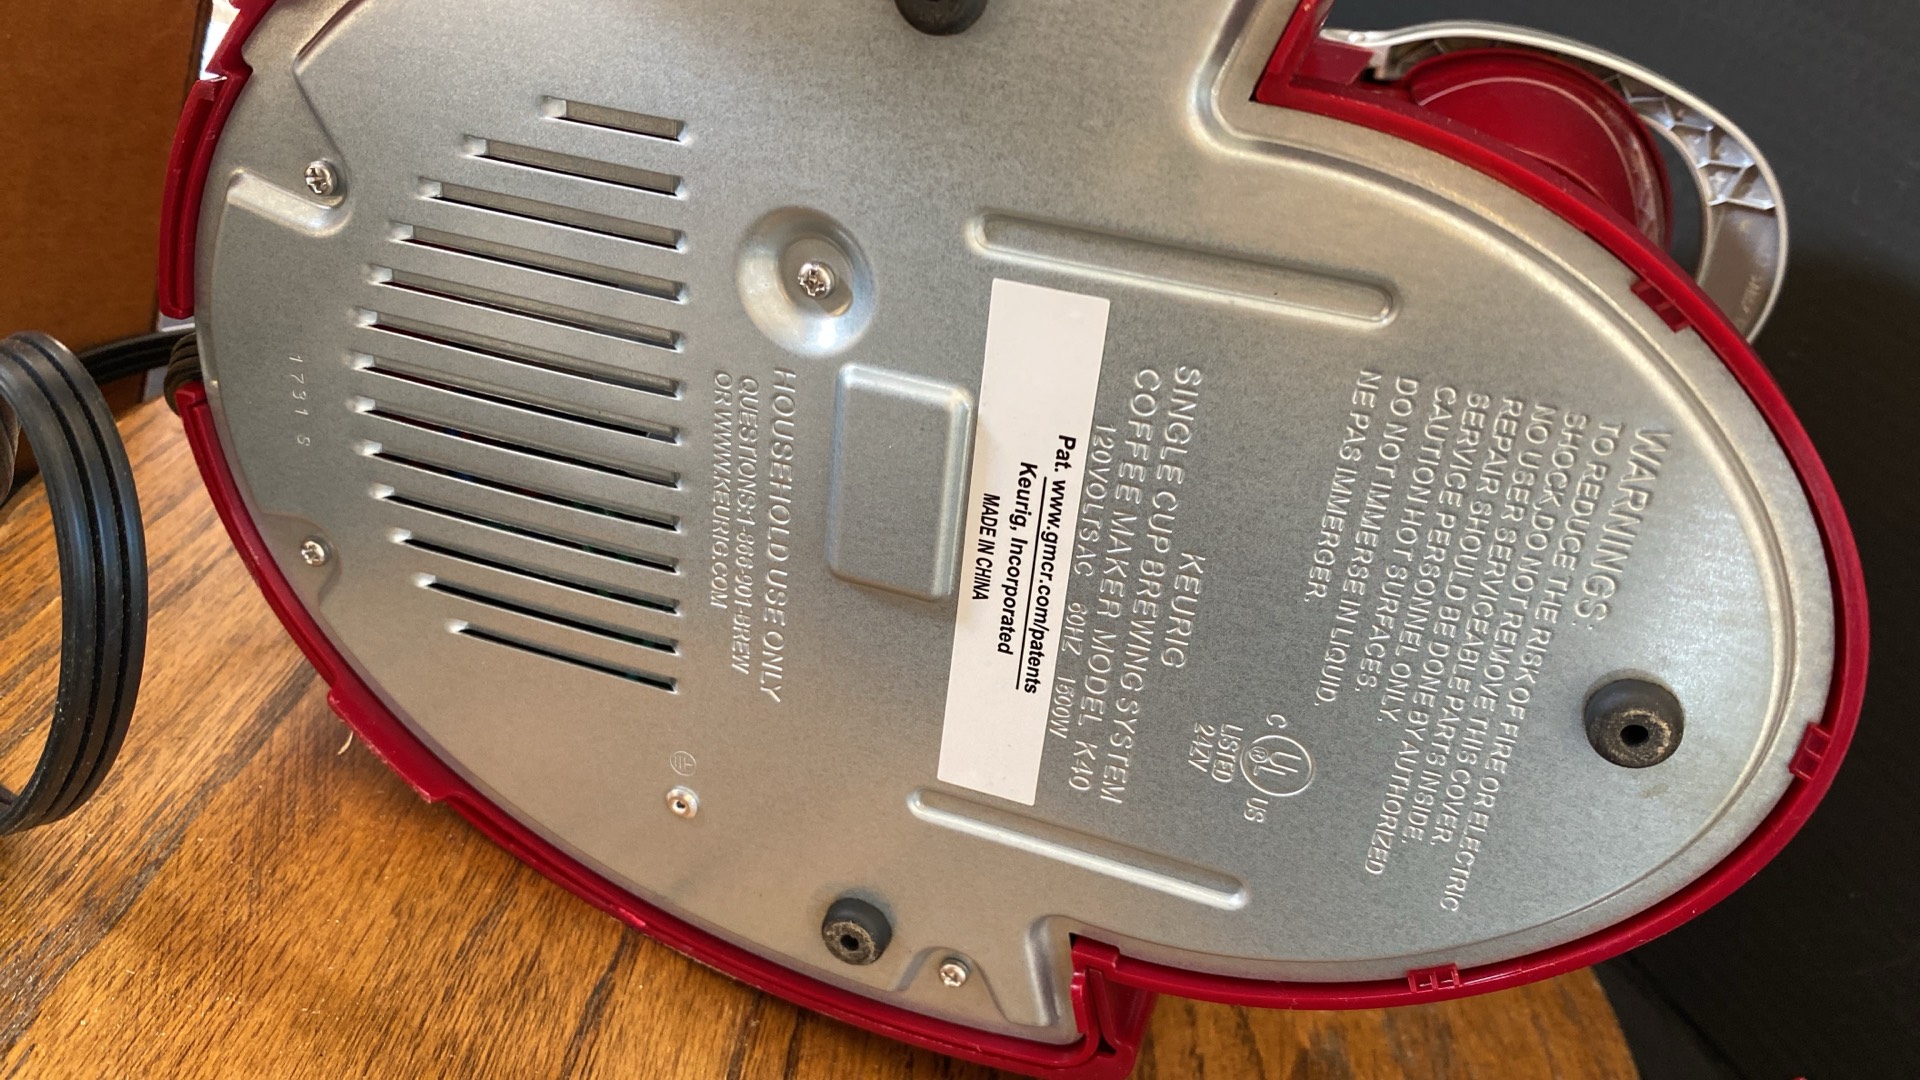 WARNINGS:
TO REDUCE THE RISK OF FIRE OR ELECTRIC
SHOCK, DO NOT REMOVE THIS COVER.
NO USER SERVICEABLE PARTS INSIDE.
REPAIR SHOULD BE DONE BY AUTHORIZED
SERVICE PERSONNEL ONLY.
CAUTION HOT SURFACES.
DO NOT IMMERSE IN LIQUID.
NE PAS IMMERGER.
C UL US
LISTED
242V
KEURIG
SINGLE CUP BREWING SYSTEM
COFFEE MAKER MODEL K40
120VOLTSAC 60HZ 1500W
Pat. www.gmcr.com/patents
Keurig, Incorporated
MADE IN CHINA
HOUSEHOLD USE ONLY
QUESTIONS:1-866-901-BREW
OR WWW.KEURIG.COM
1731 S